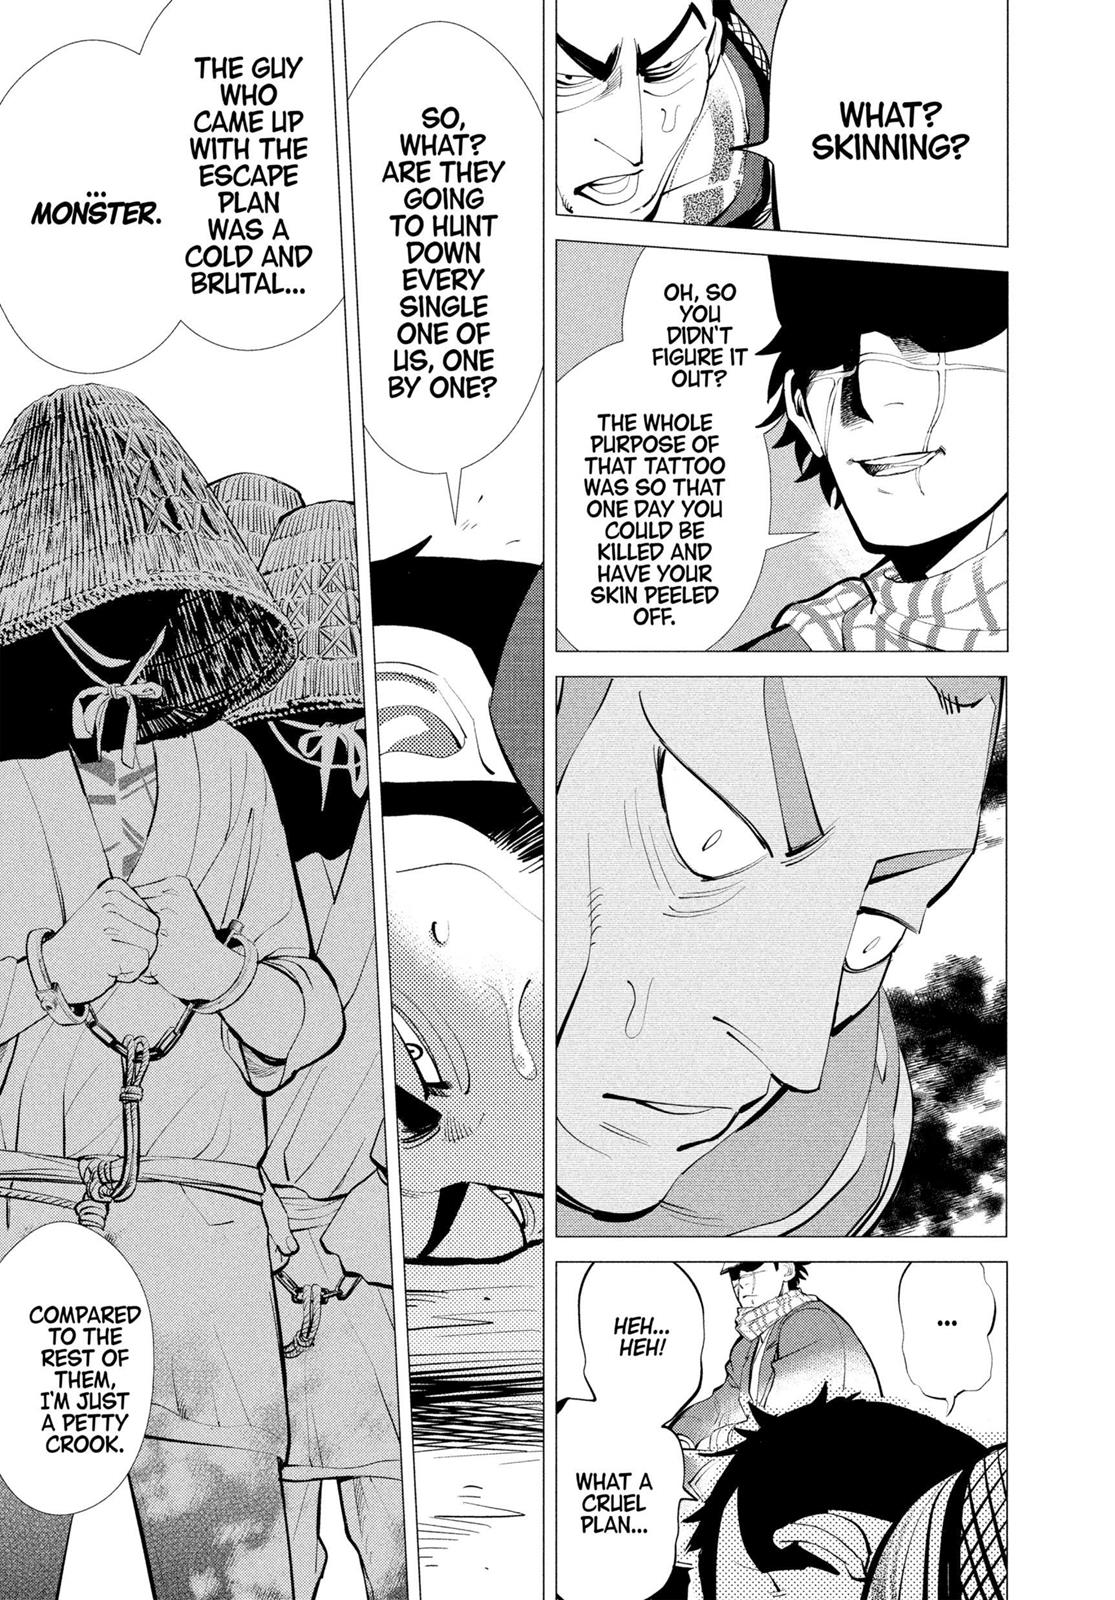 WHAT?
SKINNING?
OH, SO
YOU
DIDN'T
FIGURE IT
OUT?
THE WHOLE
PURPOSE OF
THAT TATTOO
WAS SO THAT
ONE DAY YOU
COULD BE
KILLED AND
HAVE YOUR
SKIN PEELED
OFF.
...
HEH...
HEH!
WHAT A
CRUEL
PLAN...
SO,
WHAT?
ARE THEY
GOING
TO HUNT
DOWN
EVERY
SINGLE
ONE OF
US, ONE
BY ONE?
THE GUY
WHO
CAME UP
WITH THE
ESCAPE
PLAN
WAS A
COLD AND
BRUTAL...
...
MONSTER.
COMPARED
TO THE
REST OF
THEM,
I'M JUST
A PETTY
CROOK.